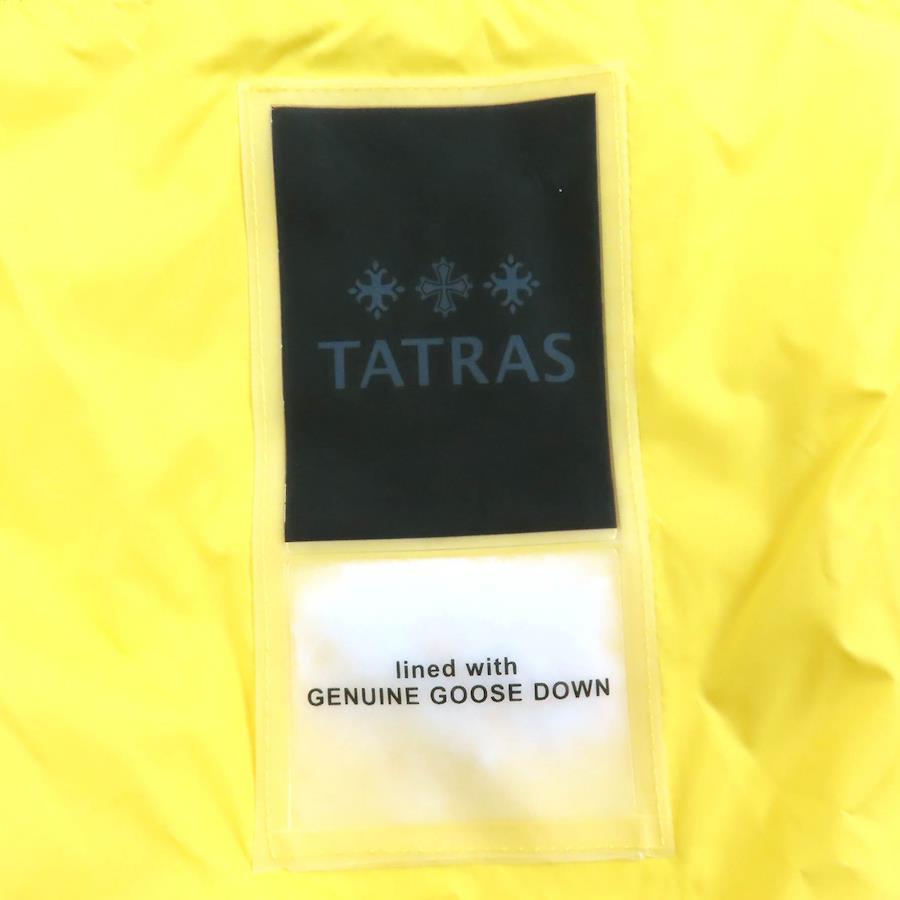 TATRAS
lined with
GENUINE GOOSE DOWN